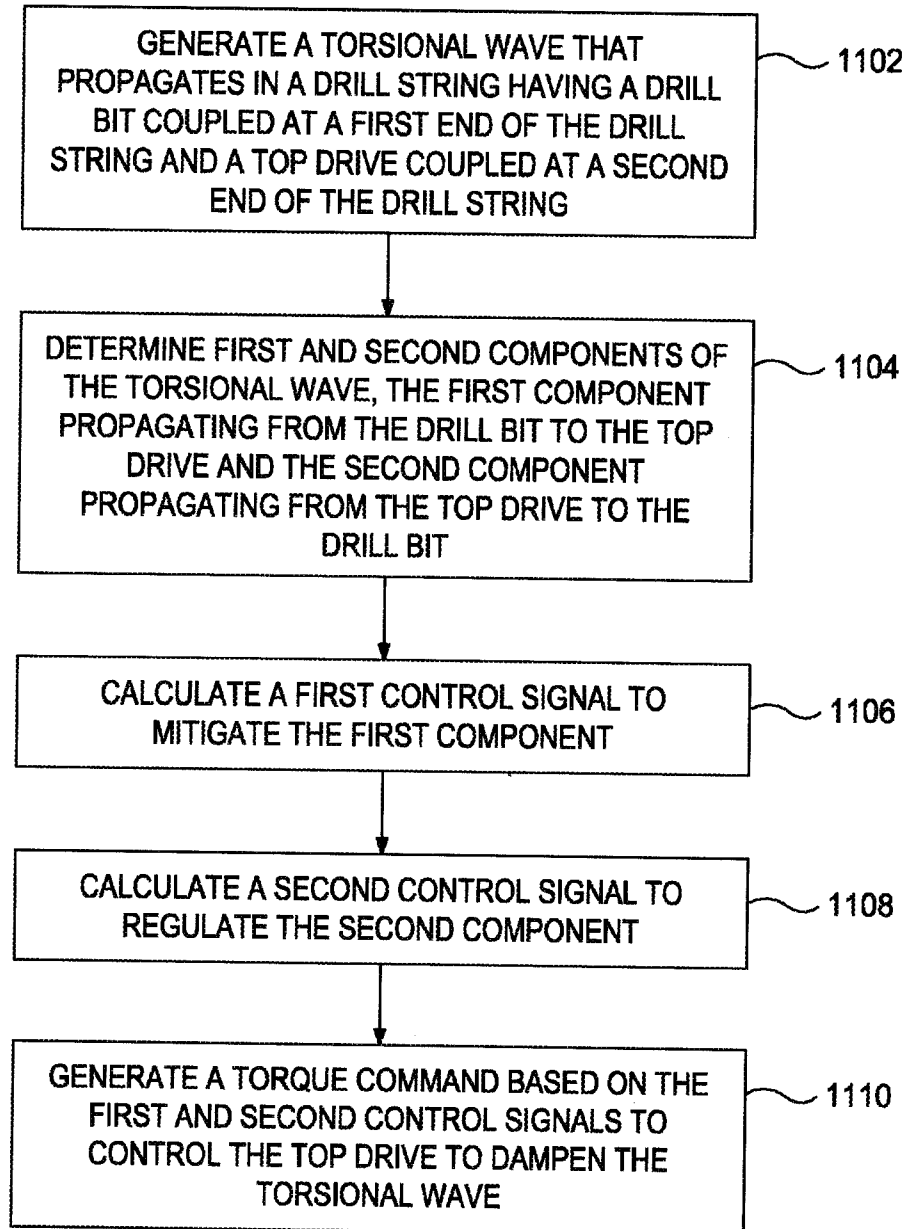 GENERATE A TORSIONAL WAVE THAT
PROPAGATES IN A DRILL STRING HAVING A DRILL
BIT COUPLED AT A FIRST END OF THE DRILL
STRING AND A TOP DRIVE COUPLED AT A SECOND
END OF THE DRILL STRING
1102
DETERMINE FIRST AND SECOND COMPONENTS OF
THE TORSIONAL WAVE, THE FIRST COMPONENT
PROPAGATING FROM THE DRILL BIT TO THE TOP
DRIVE AND THE SECOND COMPONENT
PROPAGATING FROM THE TOP DRIVE TO THE
DRILL BIT
1104
CALCULATE A FIRST CONTROL SIGNAL TO
MITIGATE THE FIRST COMPONENT
1106
CALCULATE A SECOND CONTROL SIGNAL TO
REGULATE THE SECOND COMPONENT
1108
GENERATE A TORQUE COMMAND BASED ON THE
FIRST AND SECOND CONTROL SIGNALS TO
CONTROL THE TOP DRIVE TO DAMPEN THE
TORSIONAL WAVE
1110